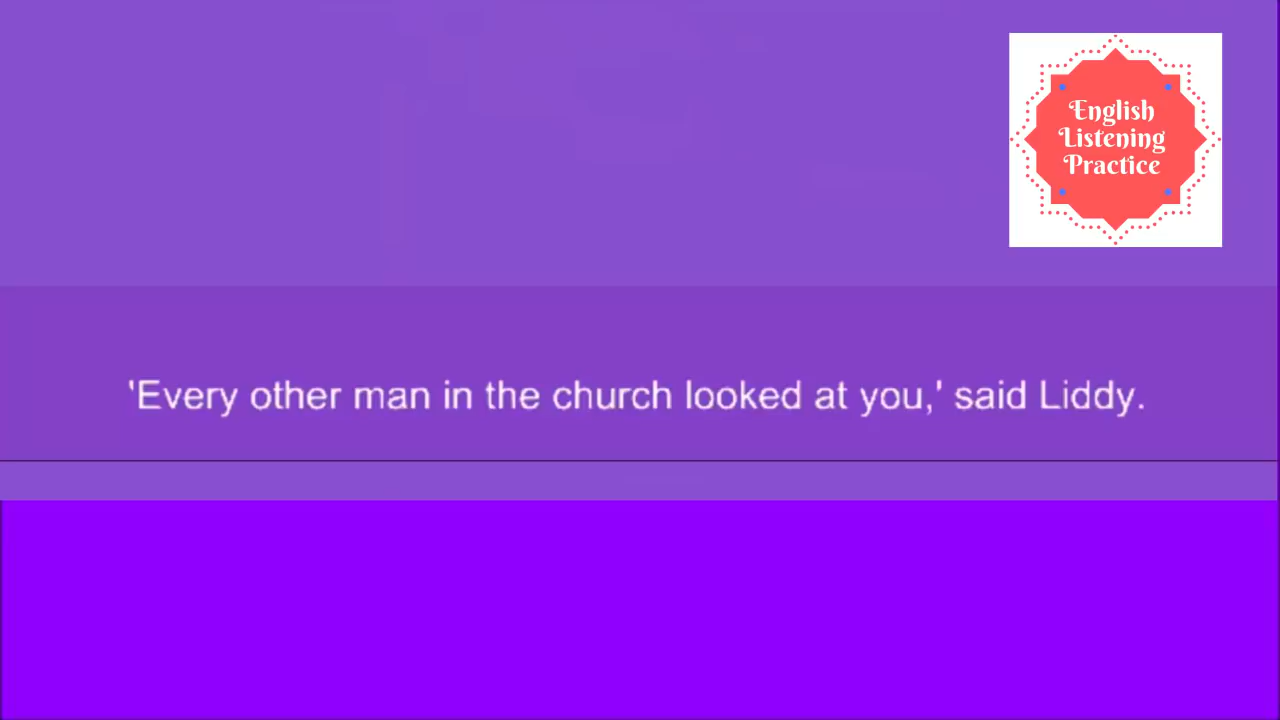 English
Listening
Practice
'Every other man in the church looked at you,' said Liddy.